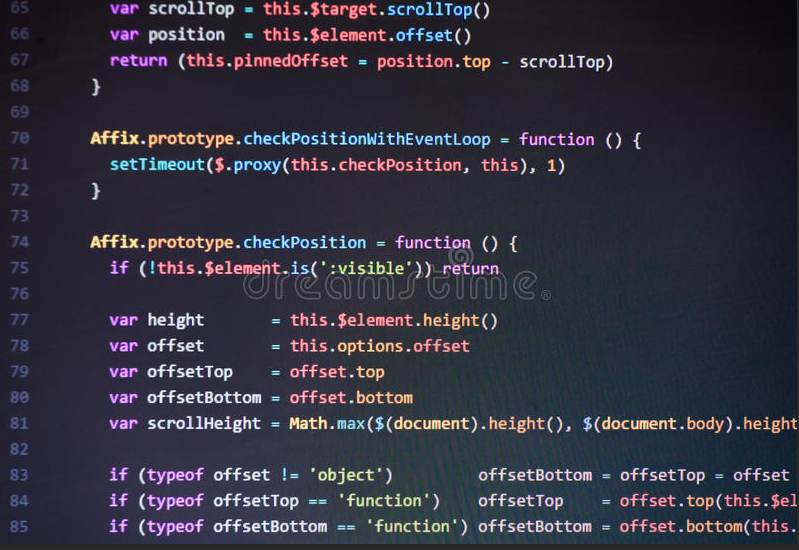 65 var scrollTop = this.$target.scrollTop()
66 var position  = this.$element.offset()
67 return (this.pinnedOffset = position.top - scrollTop)
68 }
69
70 Affix.prototype.checkPositionWithEventLoop = function () {
71 setTimeout($.proxy(this.checkPosition, this), 1)
72 }
73
74 Affix.prototype.checkPosition = function () {
75 if (!this.$element.is(':visible')) return
76
77 var height       = this.$element.height()
78 var offset       = this.options.offset
79 var offsetTop    = offset.top
80 var offsetBottom = offset.bottom
81 var scrollHeight = Math.max($(document).height(), $(document.body).height
82
83 if (typeof offset != 'object')         offsetBottom = offsetTop = offset
84 if (typeof offsetTop == 'function')    offsetTop    = offset.top(this.$el
85 if (typeof offsetBottom == 'function') offsetBottom = offset.bottom(this.
dreamstime®